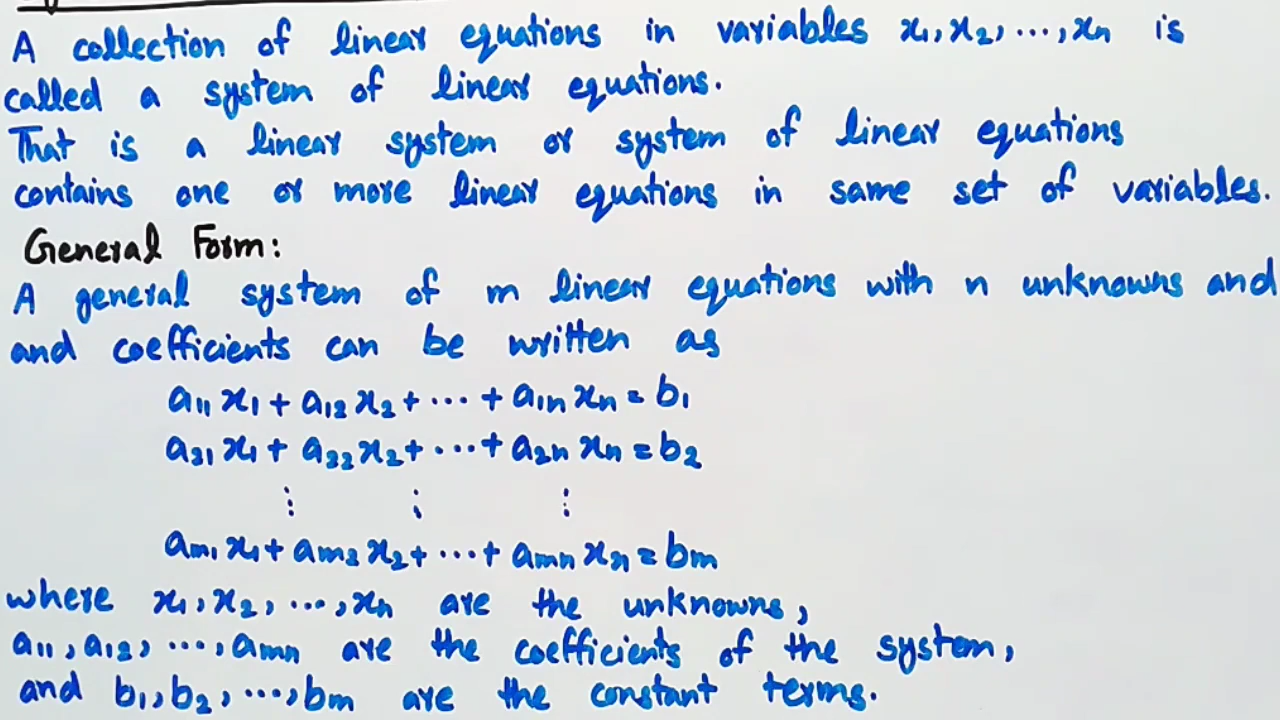 A collection of linear equations in variables x₁, x₂, ..., xₙ is
called a system of linear equations.
That is a linear system or system of linear equations
contains one or more linear equations in same set of variables.
General Form:
A general system of m linear equations with n unknowns and
and coefficients can be written as
a₁₁x₁ + a₁₂x₂ + ... + a₁ₙxₙ = b₁
a₂₁x₁ + a₂₂x₂ + ... + a₂ₙxₙ = b₂
⋮ ⋮ ⋮
aₘ₁x₁ + aₘ₂x₂ + ... + aₘₙxₙ = bₘ
where x₁, x₂, ..., xₙ are the unknowns,
a₁₁, a₁₂, ..., aₘₙ are the coefficients of the system,
and b₁, b₂, ..., bₘ are the constant terms.